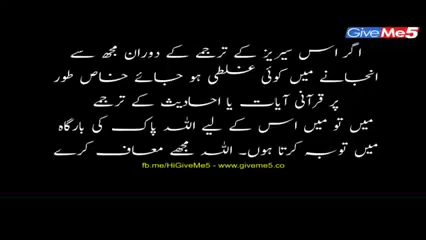 GiveMe5
اگر اس سیریز کے ترجمے کے دوران مجھ سے
انجانے میں کوئی غلطی ہو جائے خاص طور
پر قرآنی آیات یا احادیث کے ترجمے
میں تو میں اس کے لیے اللہ پاک کی بارگاہ
میں توبہ کرتا ہوں۔ اللہ مجھے معاف کرے
fb.me/HiGiveMe5 - www.giveme5.co